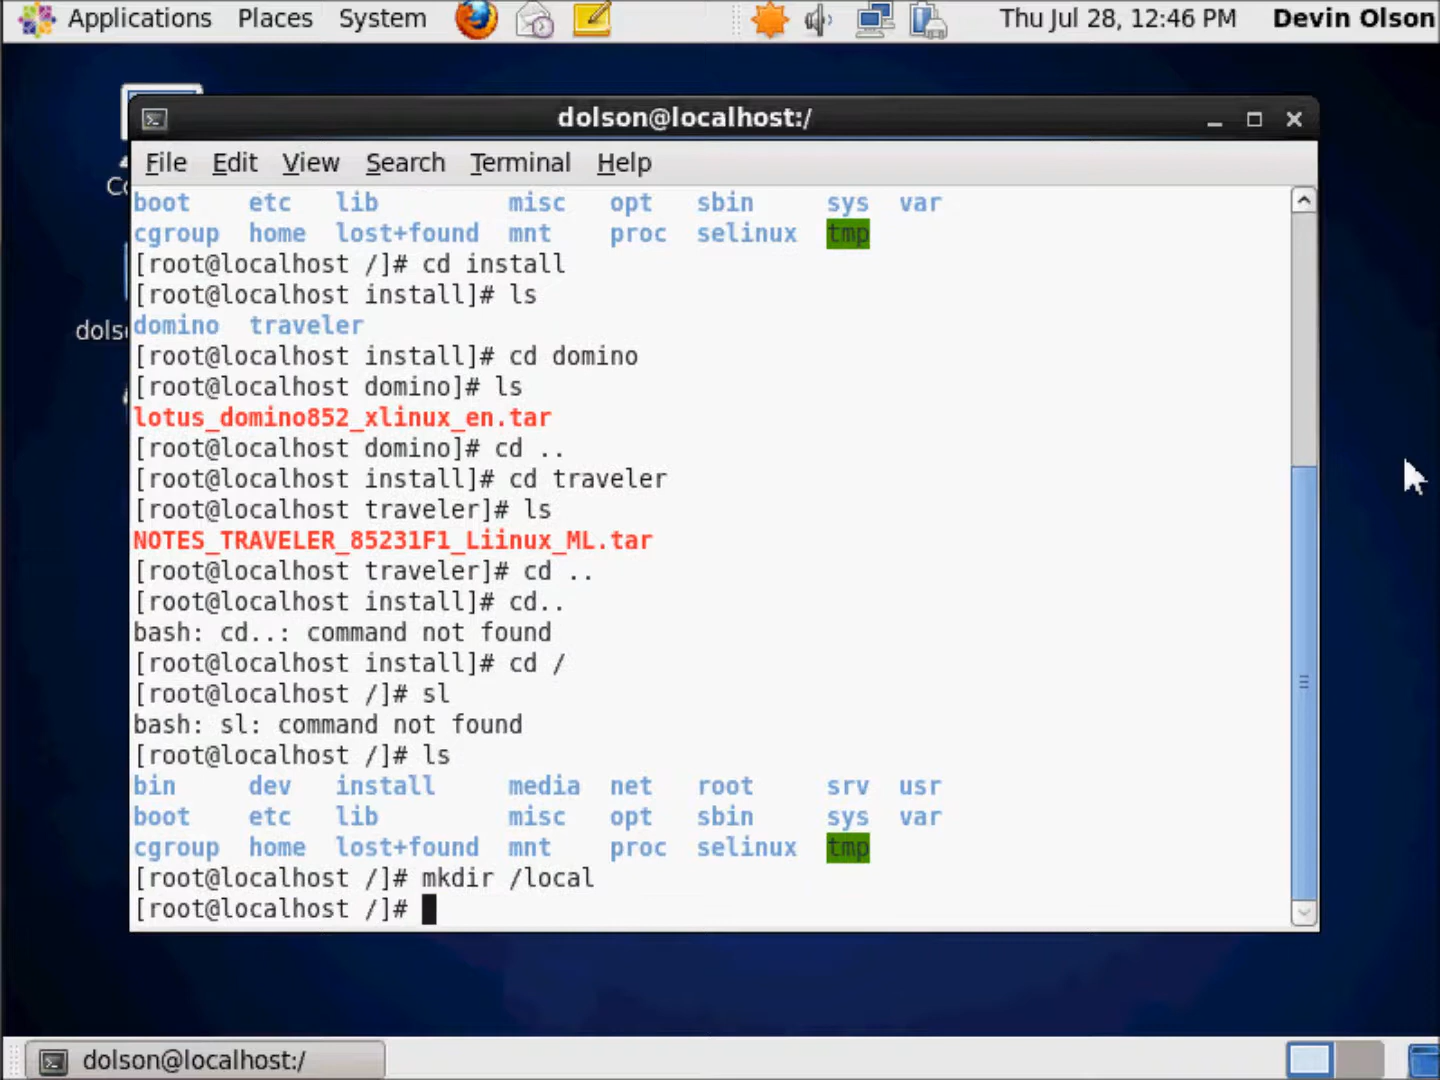 Applications Places System Thu Jul 28, 12:46 PM Devin Olson
Co
dols
dolson@localhost:/
File Edit View Search Terminal Help
boot etc lib misc opt sbin sys var
cgroup home lost+found mnt proc selinux tmp
[root@localhost /]# cd install
[root@localhost install]# ls
domino traveler
[root@localhost install]# cd domino
[root@localhost domino]# ls
lotus_domino852_xlinux_en.tar
[root@localhost domino]# cd ..
[root@localhost install]# cd traveler
[root@localhost traveler]# ls
NOTES_TRAVELER_85231F1_Liinux_ML.tar
[root@localhost traveler]# cd ..
[root@localhost install]# cd..
bash: cd..: command not found
[root@localhost install]# cd /
[root@localhost /]# sl
bash: sl: command not found
[root@localhost /]# ls
bin dev install media net root srv usr
boot etc lib misc opt sbin sys var
cgroup home lost+found mnt proc selinux tmp
[root@localhost /]# mkdir /local
[root@localhost /]#
dolson@localhost:/